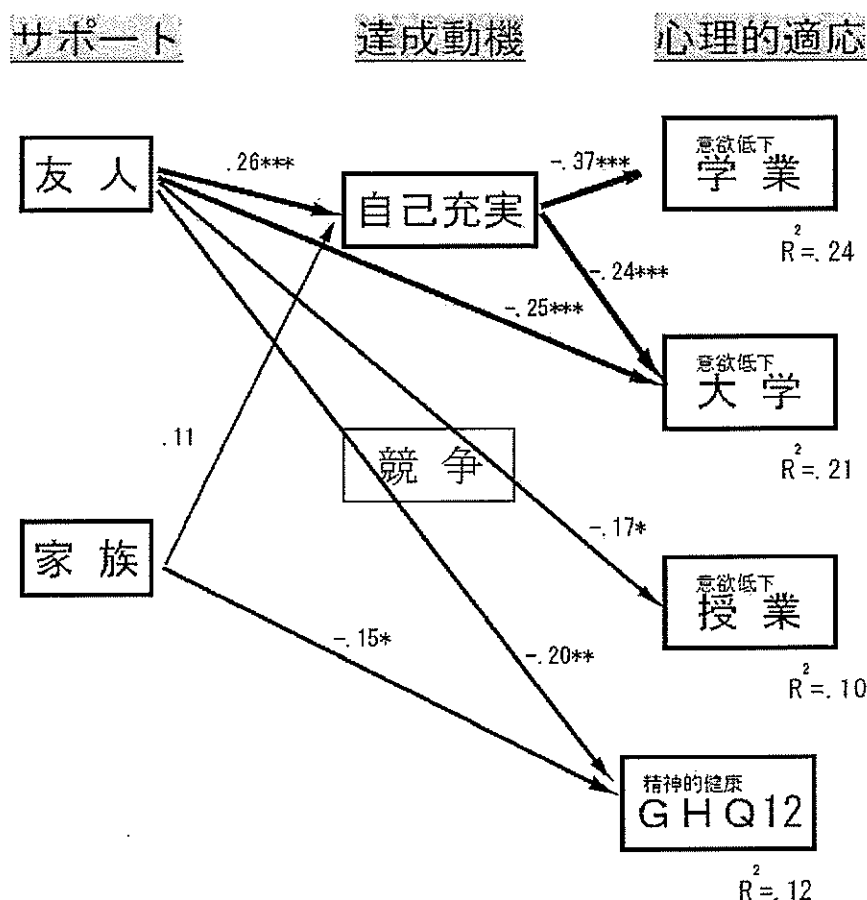 サポート 達成動機 心理的適応
友人
.26***
自己充実
-.37***
意欲低下
学業
R²=.24
-.24***
-.25***
意欲低下
大学
R²=.21
.11
競争
家族
-.17*
意欲低下
授業
R²=.10
-.15*
-.20**
精神的健康
GHQ12
R²=.12